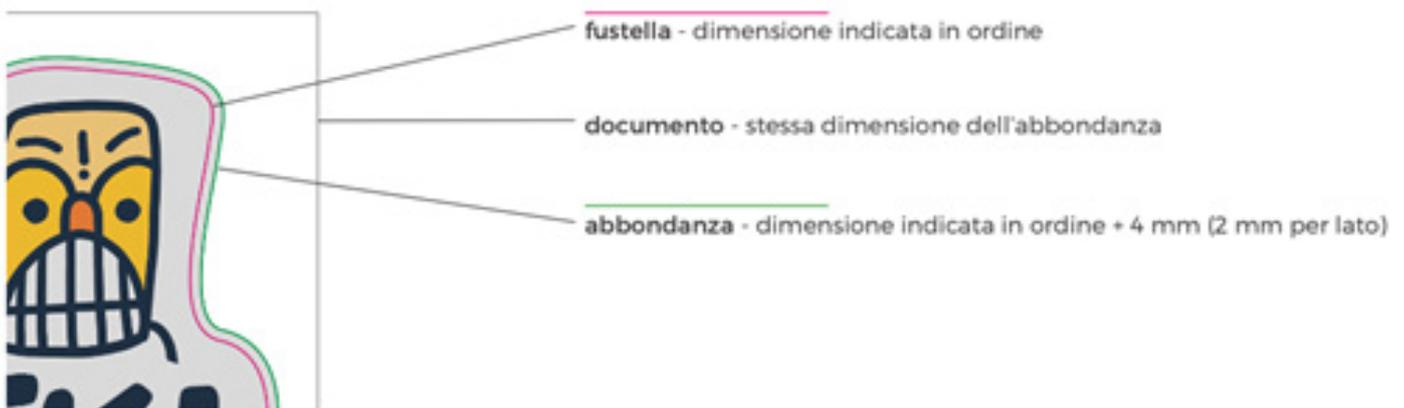 fustella - dimensione indicata in ordine
documento - stessa dimensione dell'abbondanza
abbondanza - dimensione indicata in ordine + 4 mm (2 mm per lato)